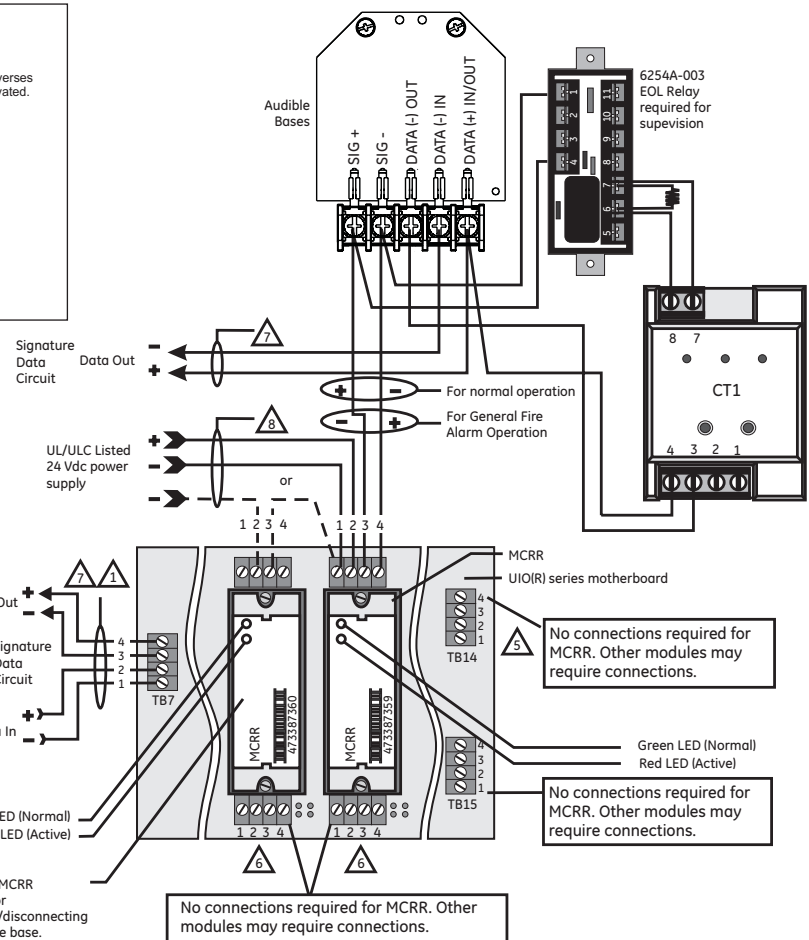 verses
vated.
Audible
Bases
SIG +
SIG -
DATA (-) OUT
DATA (-) IN
DATA (+) IN/OUT
1
2
3
4
11
10
9
8
7
6
5
6254A-003
EOL Relay
required for
supevision
Signature
Data
Circuit
Data Out
-
+
7
+ -
For normal operation
- +
For General Fire
Alarm Operation
8 7
CT1
4 3 2 1
UL/ULC Listed
24 Vdc power
supply
+
-
-
8
or
1 2 3 4
1 2 3 4
MCRR
UIO(R) series motherboard
7
1
Out
+
-
ignature
Data
Circuit
4
3
2
1
TB7
In
+
-
MCRR
473387360
MCRR
473387359
4
3
2
1
TB14
5
No connections required for
MCRR. Other modules may
require connections.
Green LED (Normal)
Red LED (Active)
4
3
2
1
TB15
No connections required for
MCRR. Other modules may
require connections.
ED (Normal)
LED (Active)
1 2 3 4
1 2 3 4
6
6
MCRR
or
/disconnecting
e base.
No connections required for MCRR. Other
modules may require connections.